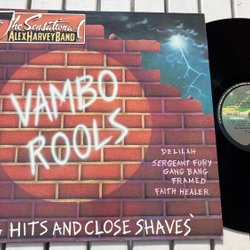 The Sensational
ALEX HARVEY BAND!
VAMBO
ROOLS
DELILAH
SERGEANT FURY
GANG BANG
FRAMED
FAITH HEALER
HITS AND CLOSE SHAVES'